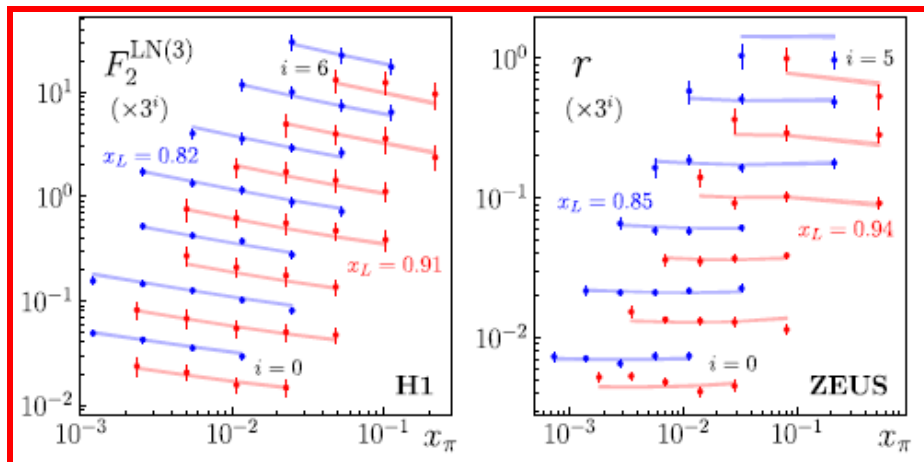 F_2^{LN(3)}
(×3^i)
i = 6
x_L = 0.82
x_L = 0.91
i = 0
H1
10^1
10^0
10^{-1}
10^{-2}
10^{-3}
10^{-2}
10^{-1}
x_π
r
(×3^i)
i = 5
x_L = 0.85
x_L = 0.94
i = 0
ZEUS
10^0
10^{-1}
10^{-2}
10^{-3}
10^{-2}
10^{-1}
x_π